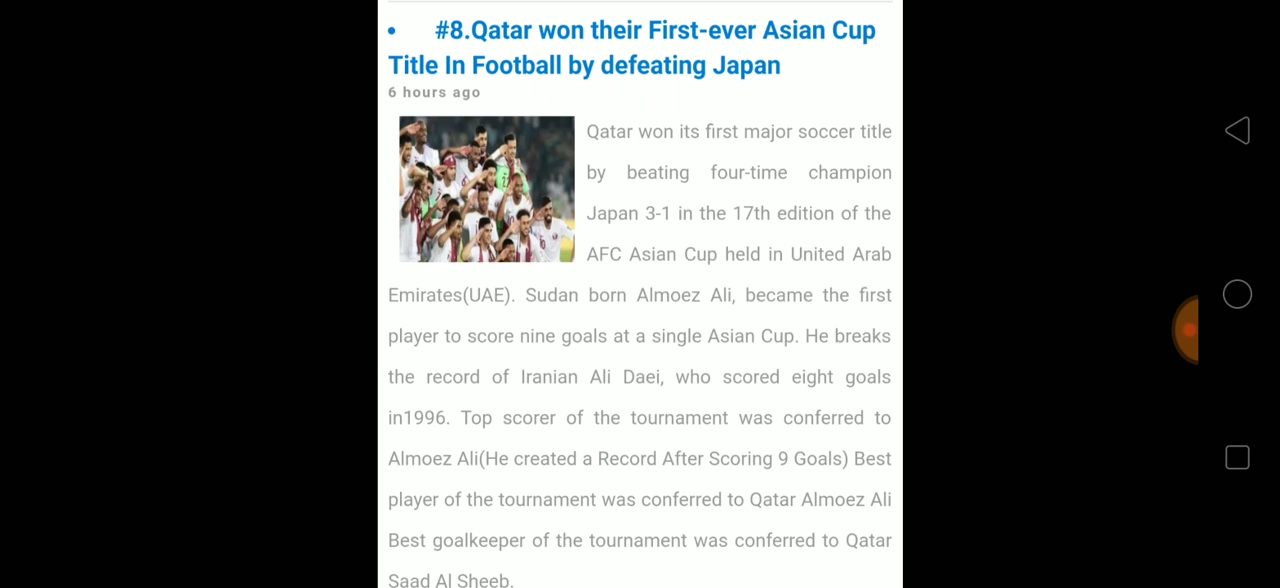 #8.Qatar won their First-ever Asian Cup
Title In Football by defeating Japan
6 hours ago
Qatar won its first major soccer title
by beating four-time champion
Japan 3-1 in the 17th edition of the
AFC Asian Cup held in United Arab
Emirates(UAE). Sudan born Almoez Ali, became the first
player to score nine goals at a single Asian Cup. He breaks
the record of Iranian Ali Daei, who scored eight goals
in1996. Top scorer of the tournament was conferred to
Almoez Ali(He created a Record After Scoring 9 Goals) Best
player of the tournament was conferred to Qatar Almoez Ali
Best goalkeeper of the tournament was conferred to Qatar
Saad Al Sheeb.